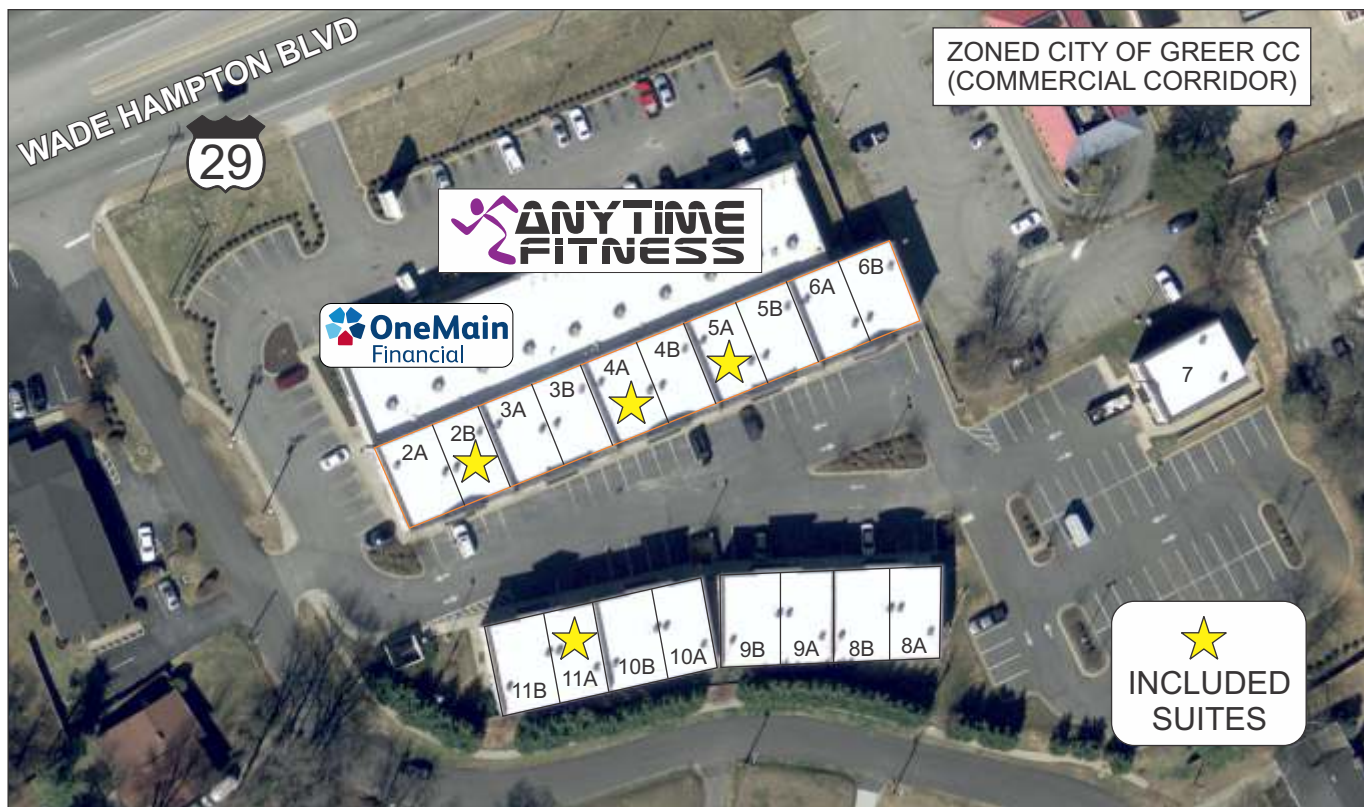 WADE HAMPTON BLVD
29
ZONED CITY OF GREER CC
(COMMERCIAL CORRIDOR)
ANYTIME
FITNESS
OneMain
Financial
2A
2B
3A
3B
4A
4B
5A
5B
6A
6B
7
11B
11A
10B
10A
9B
9A
8B
8A
INCLUDED
SUITES